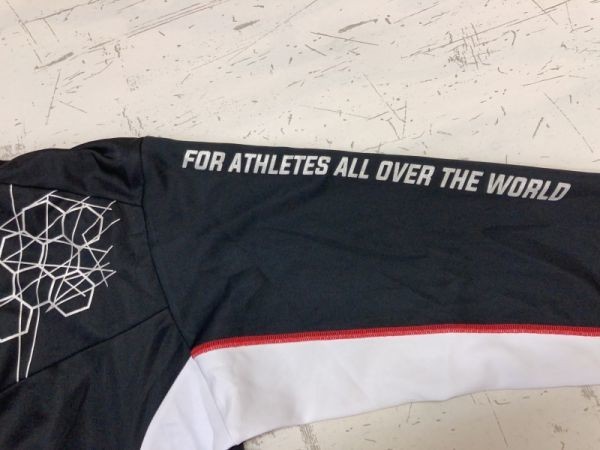 FOR ATHLETES ALL OVER THE WORLD